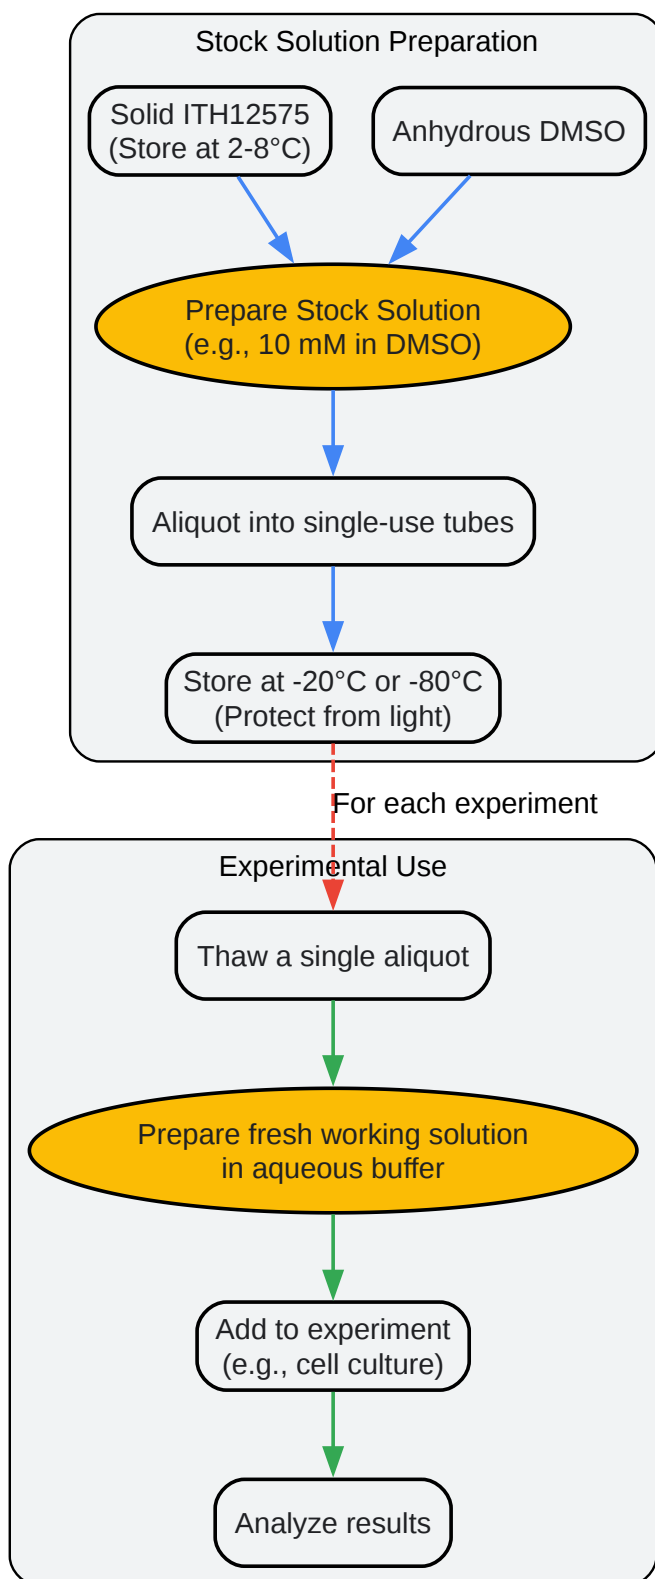 Stock Solution Preparation
Solid ITH12575
(Store at 2-8°C)
Anhydrous DMSO
Prepare Stock Solution
(e.g., 10 mM in DMSO)
Aliquot into single-use tubes
Store at -20°C or -80°C
(Protect from light)
For each experiment
Experimental Use
Thaw a single aliquot
Prepare fresh working solution
in aqueous buffer
Add to experiment
(e.g., cell culture)
Analyze results